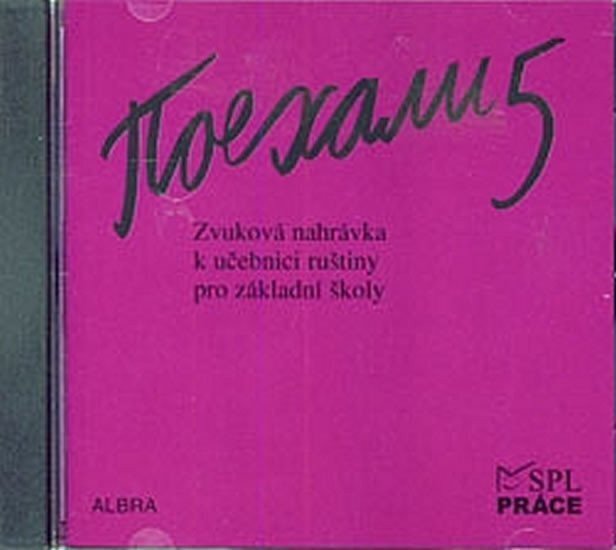 Поехали 5
Zvuková nahrávka
k učebnici ruštiny
pro základní školy
ALBRA
SPL
PRÁCE